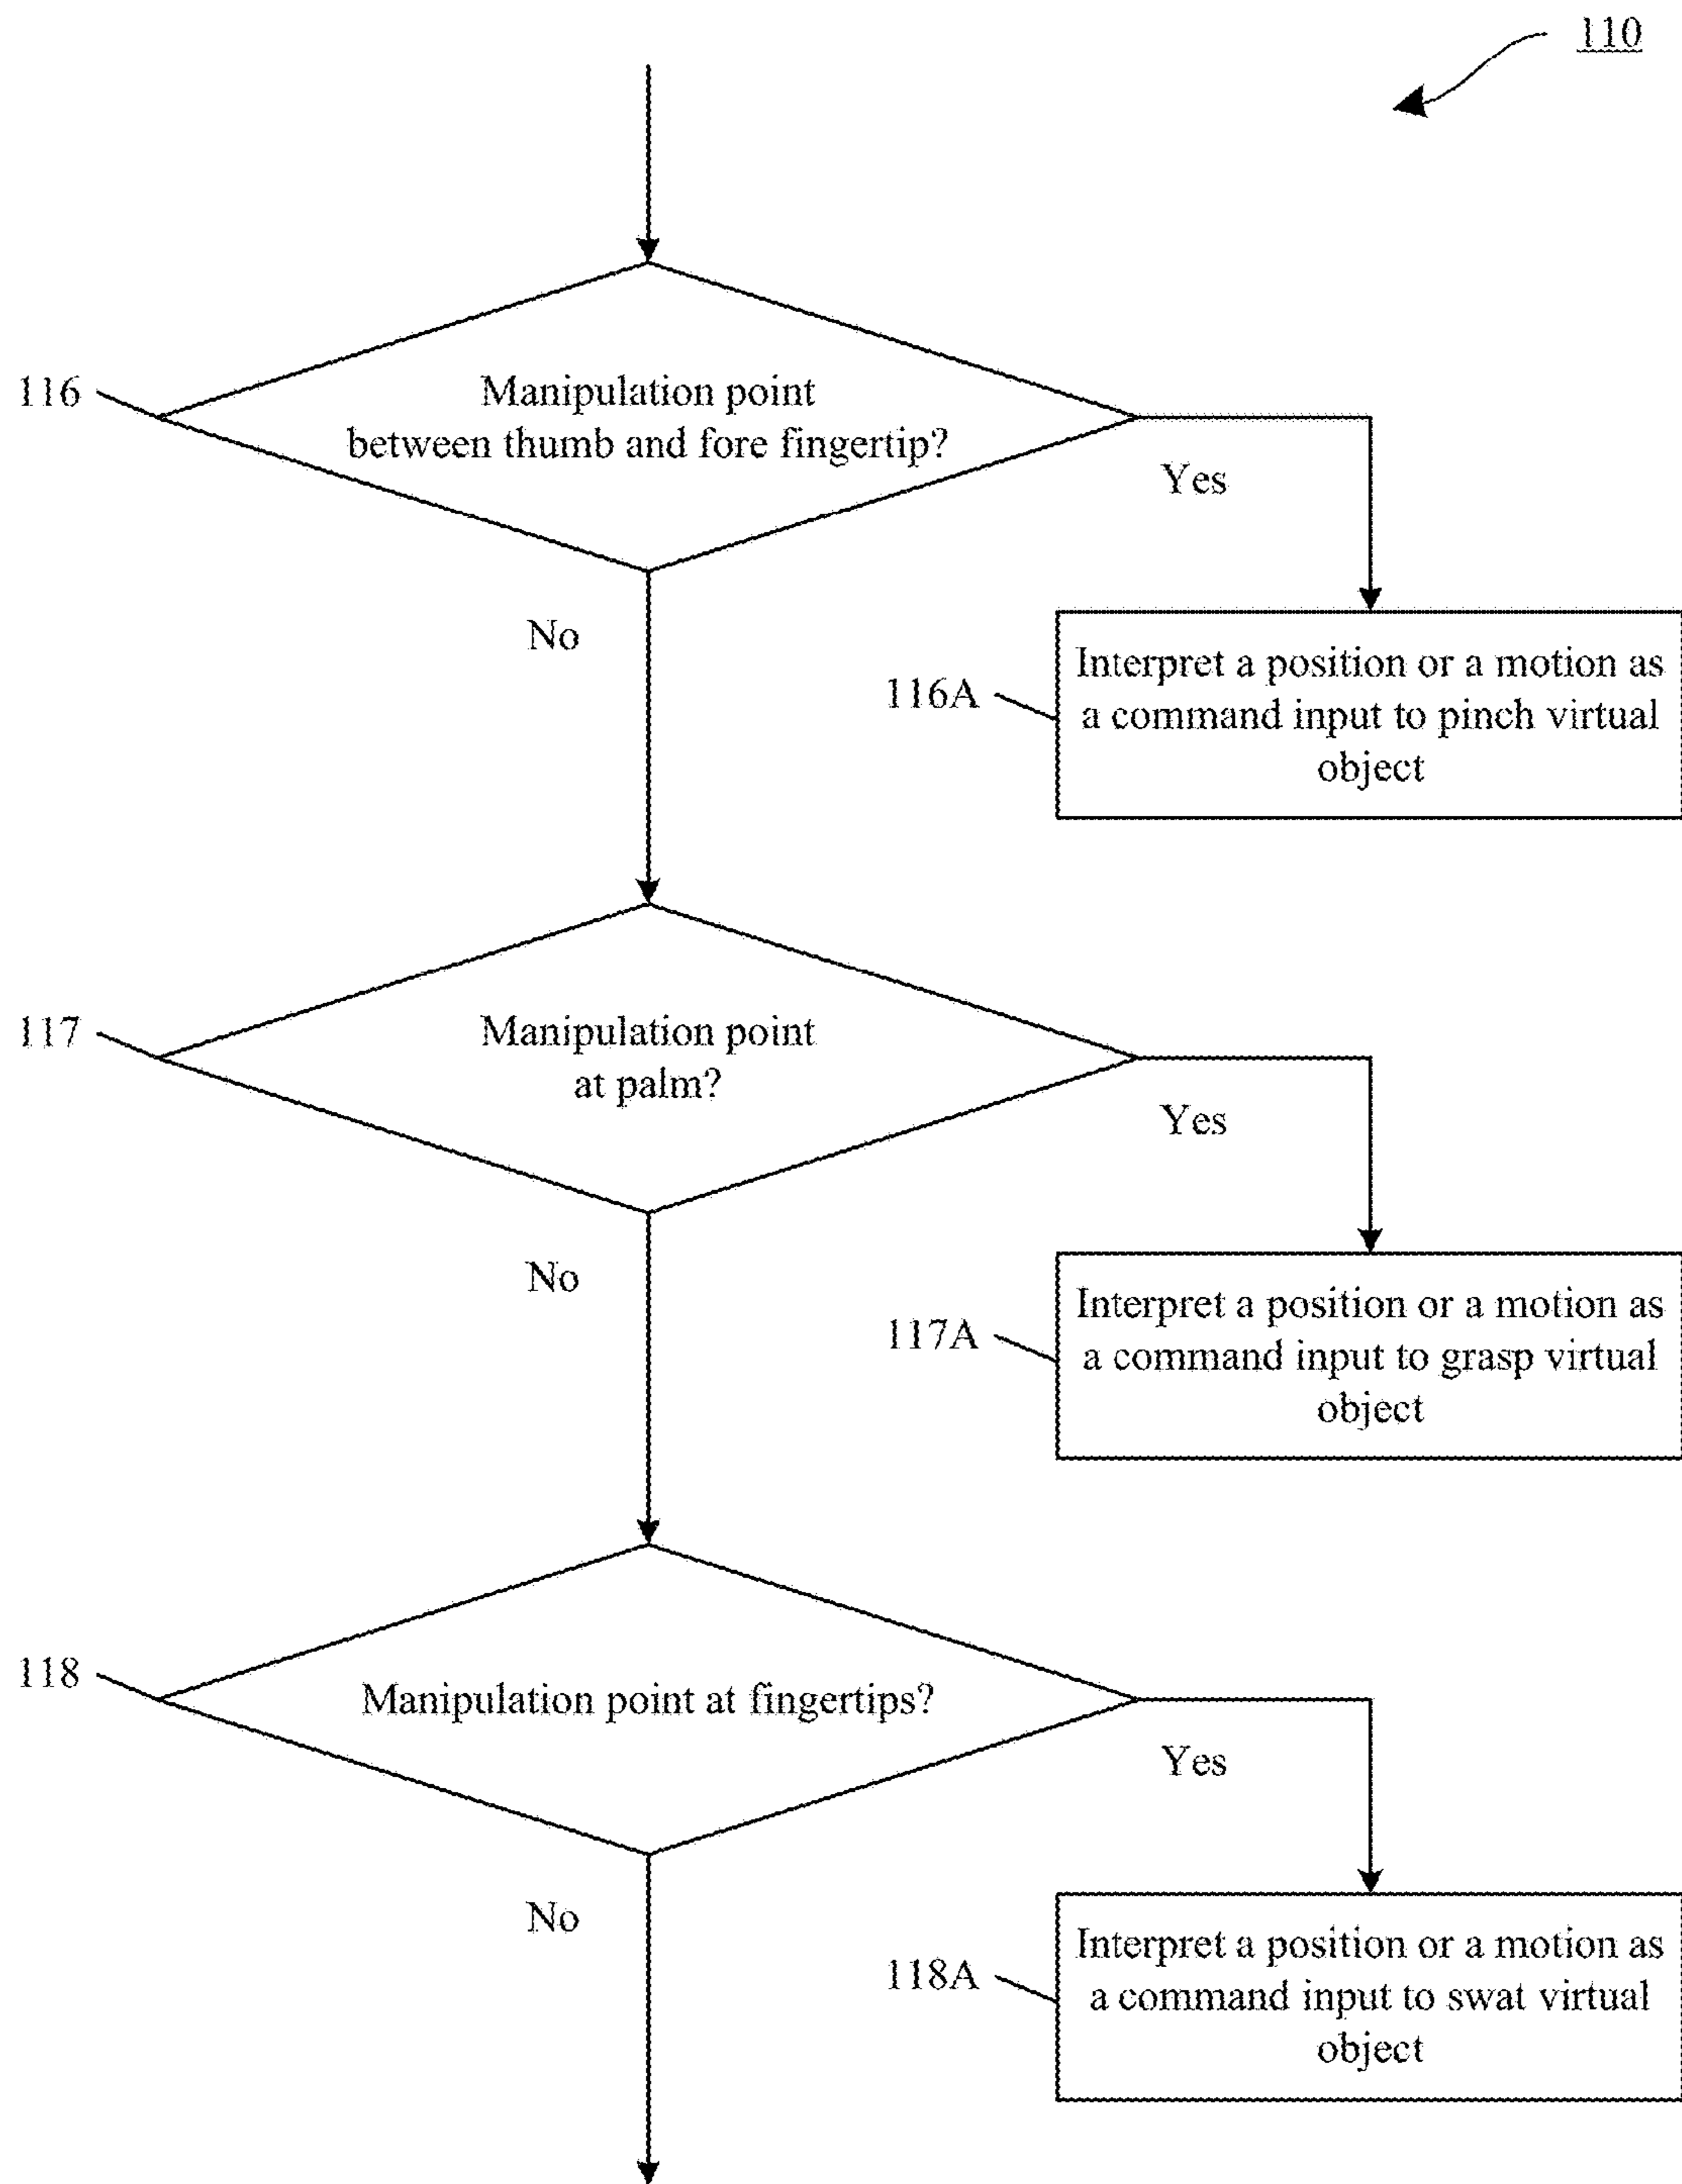 110
116
Manipulation point
between thumb and fore fingertip?
Yes
No
116A
Interpret a position or a motion as
a command input to pinch virtual
object
117
Manipulation point
at palm?
Yes
No
117A
Interpret a position or a motion as
a command input to grasp virtual
object
118
Manipulation point at fingertips?
Yes
No
118A
Interpret a position or a motion as
a command input to swat virtual
object